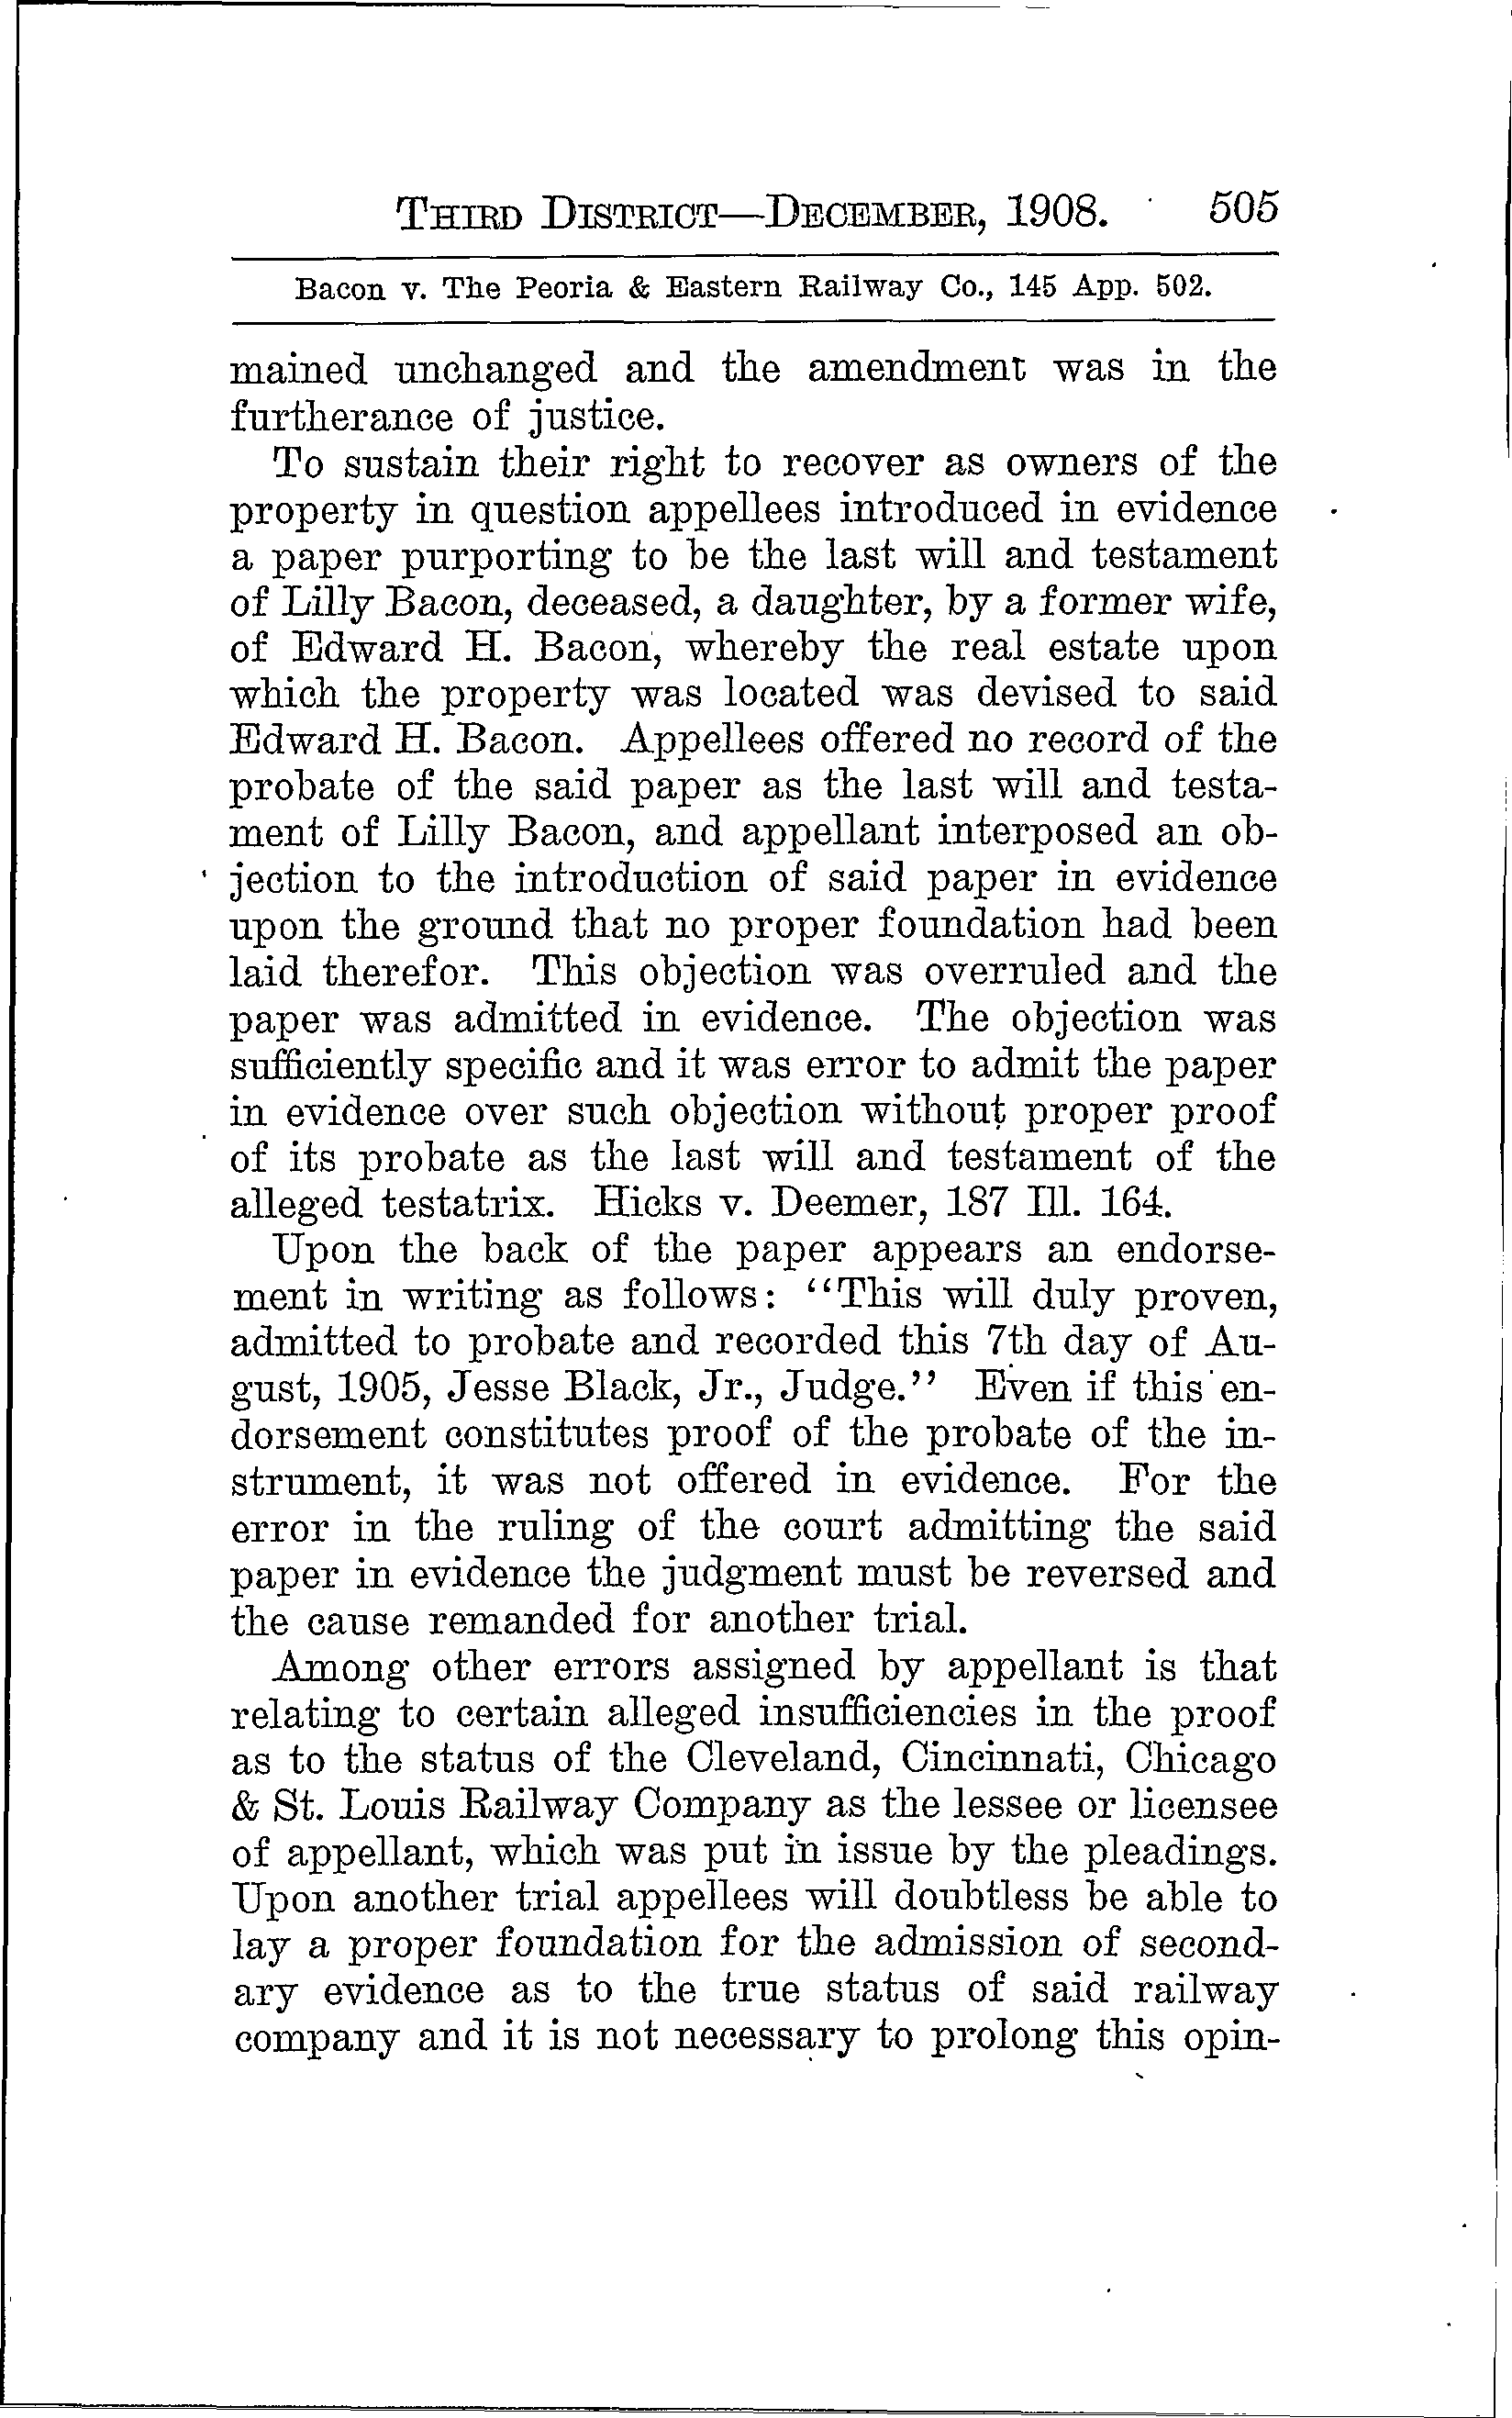 THIRD DISTRICT—DECEMBER, 1908. 505
Bacon v. The Peoria & Eastern Railway Co., 145 App. 502.
mained unchanged and the amendment was in the
furtherance of justice.
To sustain their right to recover as owners of the
property in question appellees introduced in evidence
a paper purporting to be the last will and testament
of Lilly Bacon, deceased, a daughter, by a former wife,
of Edward H. Bacon, whereby the real estate upon
which the property was located was devised to said
Edward H. Bacon. Appellees offered no record of the
probate of the said paper as the last will and testa-
ment of Lilly Bacon, and appellant interposed an ob-
jection to the introduction of said paper in evidence
upon the ground that no proper foundation had been
laid therefor. This objection was overruled and the
paper was admitted in evidence. The objection was
sufficiently specific and it was error to admit the paper
in evidence over such objection without proper proof
of its probate as the last will and testament of the
alleged testatrix. Hicks v. Deemer, 187 Ill. 164.
Upon the back of the paper appears an endorse-
ment in writing as follows: "This will duly proven,
admitted to probate and recorded this 7th day of Au-
gust, 1905, Jesse Black, Jr., Judge." Even if this en-
dorsement constitutes proof of the probate of the in-
strument, it was not offered in evidence. For the
error in the ruling of the court admitting the said
paper in evidence the judgment must be reversed and
the cause remanded for another trial.
Among other errors assigned by appellant is that
relating to certain alleged insufficiencies in the proof
as to the status of the Cleveland, Cincinnati, Chicago
& St. Louis Railway Company as the lessee or licensee
of appellant, which was put in issue by the pleadings.
Upon another trial appellees will doubtless be able to
lay a proper foundation for the admission of second-
ary evidence as to the true status of said railway
company and it is not necessary to prolong this opin-